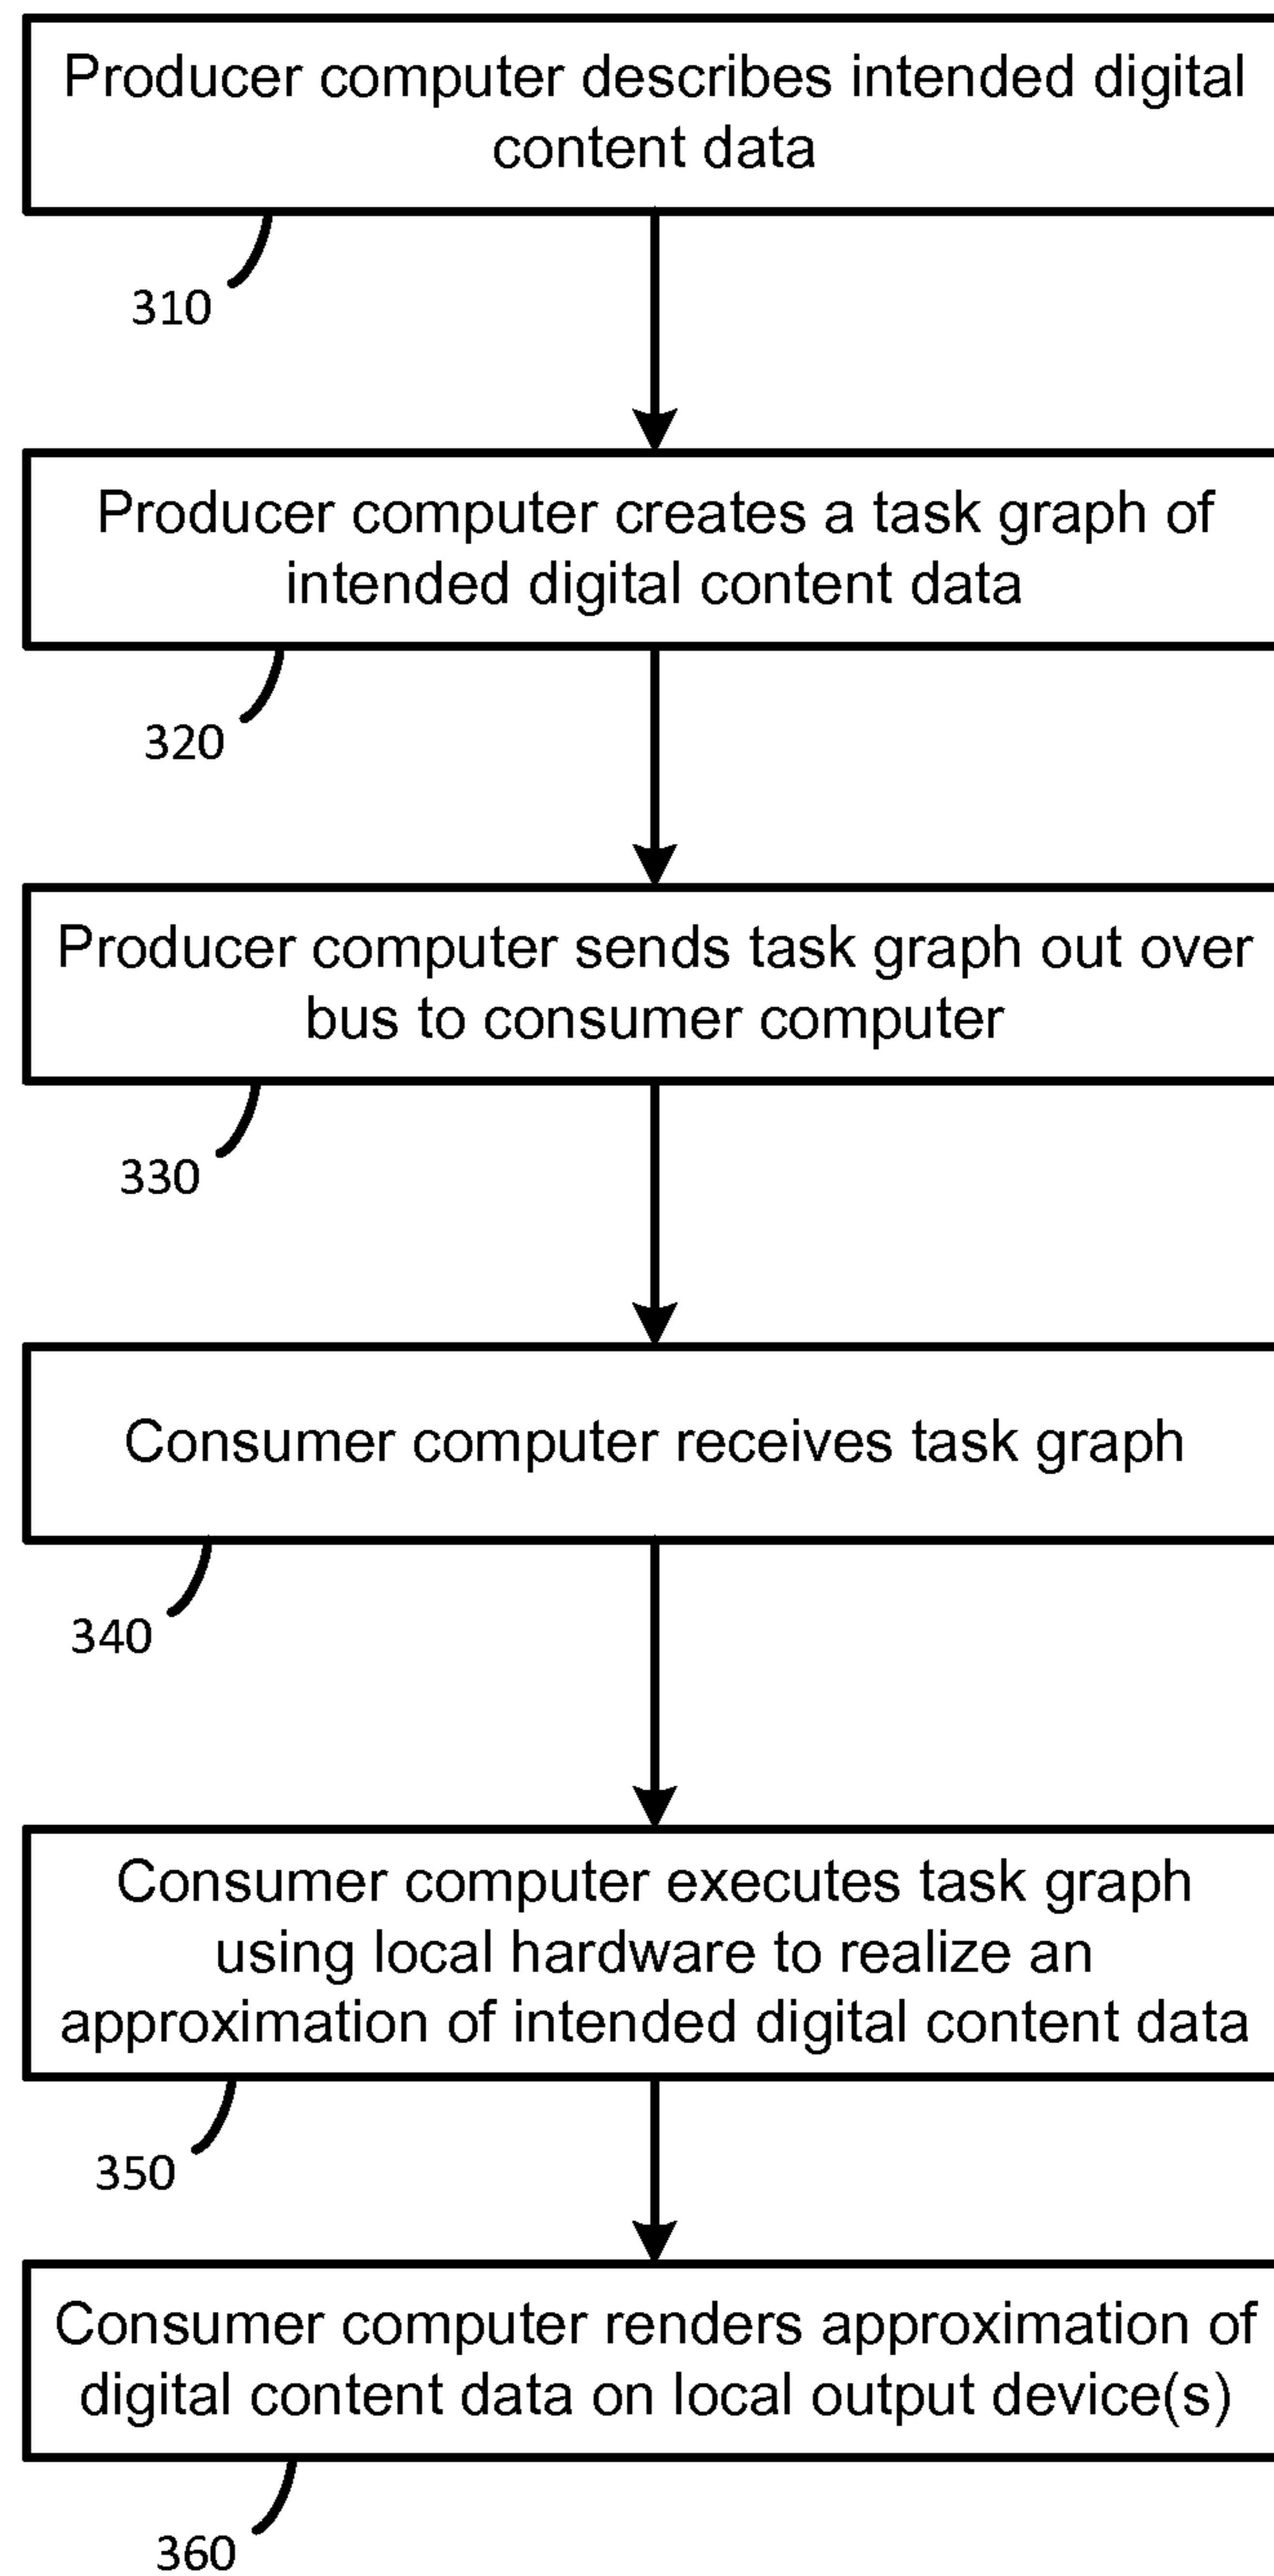 Producer computer describes intended digital
content data
310
Producer computer creates a task graph of
intended digital content data
320
Producer computer sends task graph out over
bus to consumer computer
330
Consumer computer receives task graph
340
Consumer computer executes task graph
using local hardware to realize an
approximation of intended digital content data
350
Consumer computer renders approximation of
digital content data on local output device(s)
360